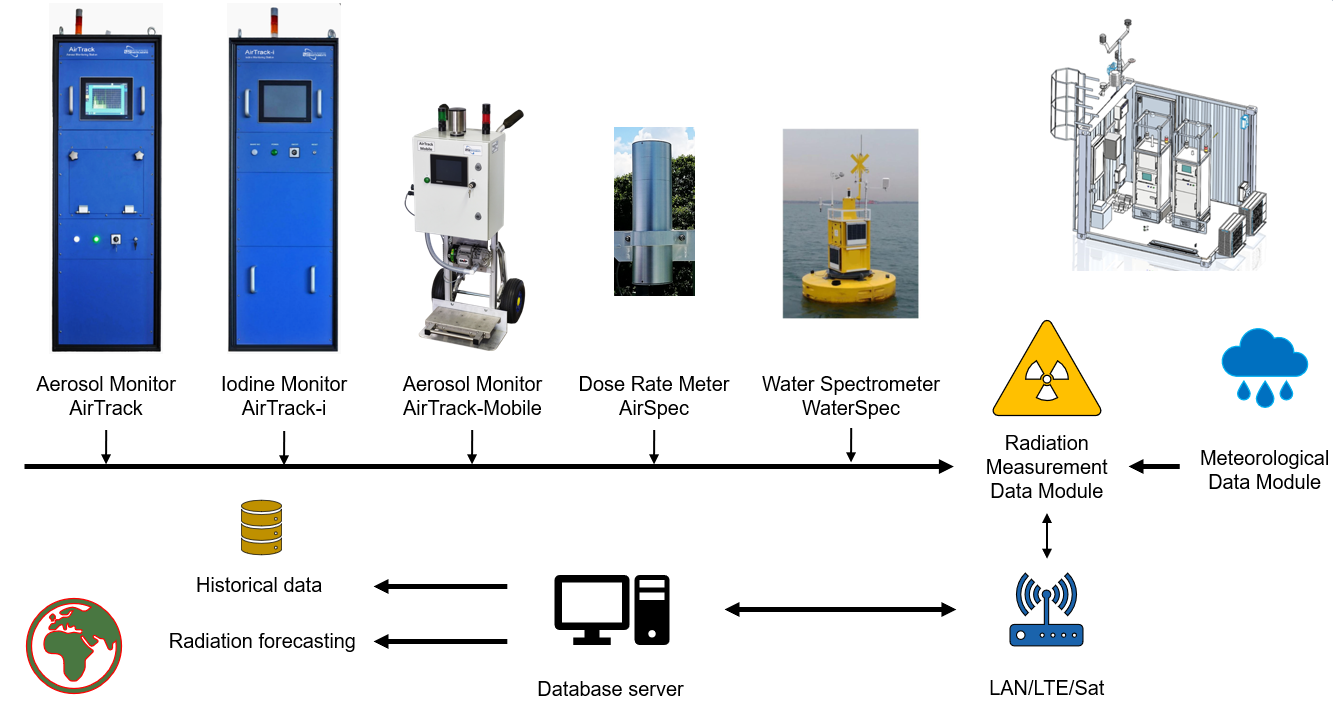 AirTrack
AirTrack-i
AirTrack
Mobile
Aerosol Monitor
AirTrack
Iodine Monitor
AirTrack-i
Aerosol Monitor
AirTrack-Mobile
Dose Rate Meter
AirSpec
Water Spectrometer
WaterSpec
Radiation
Measurement
Data Module
Meteorological
Data Module
Historical data
Radiation forecasting
Database server
LAN/LTE/Sat